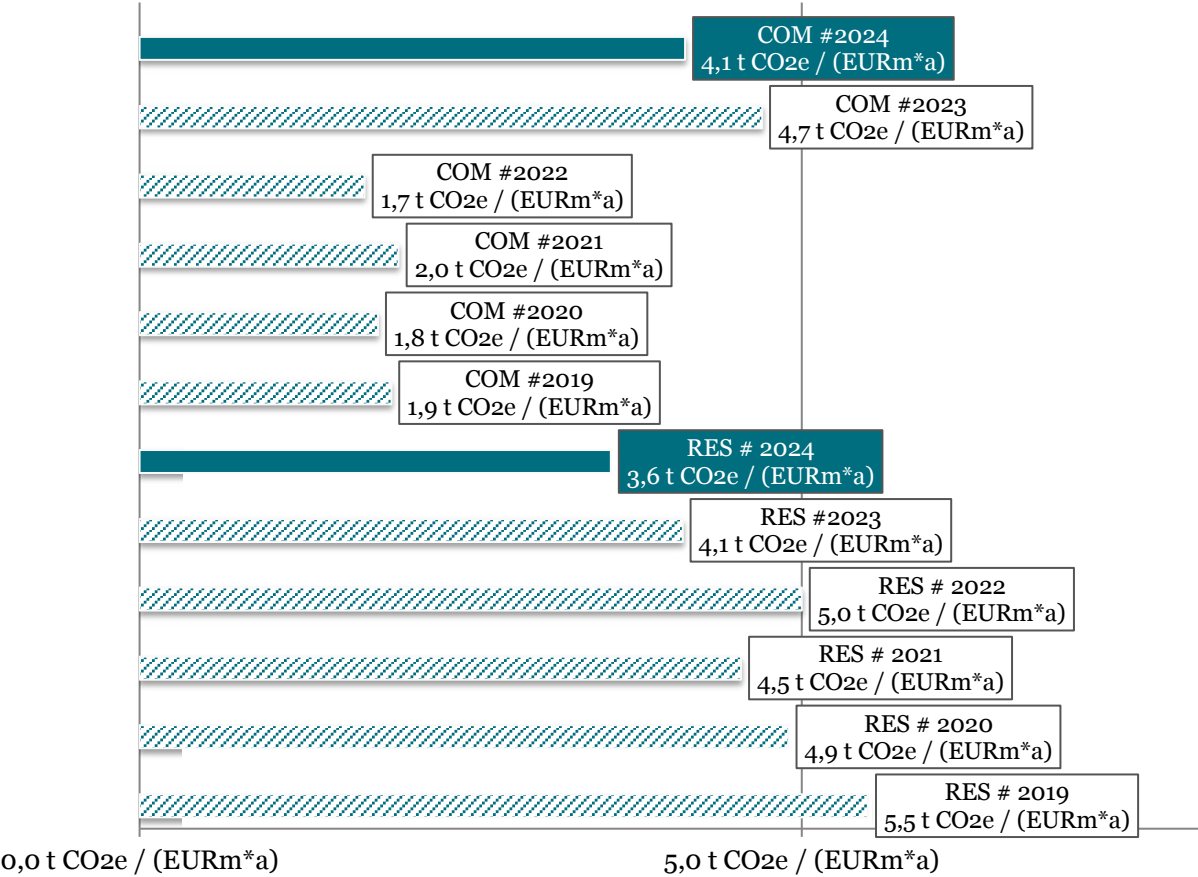 COM #2024
4,1 t CO2e / (EURm*a)
COM #2023
4,7 t CO2e / (EURm*a)
COM #2022
1,7 t CO2e / (EURm*a)
COM #2021
2,0 t CO2e / (EURm*a)
COM #2020
1,8 t CO2e / (EURm*a)
COM #2019
1,9 t CO2e / (EURm*a)
RES # 2024
3,6 t CO2e / (EURm*a)
RES #2023
4,1 t CO2e / (EURm*a)
RES # 2022
5,0 t CO2e / (EURm*a)
RES # 2021
4,5 t CO2e / (EURm*a)
RES # 2020
4,9 t CO2e / (EURm*a)
RES # 2019
5,5 t CO2e / (EURm*a)
0,0 t CO2e / (EURm*a)
5,0 t CO2e / (EURm*a)